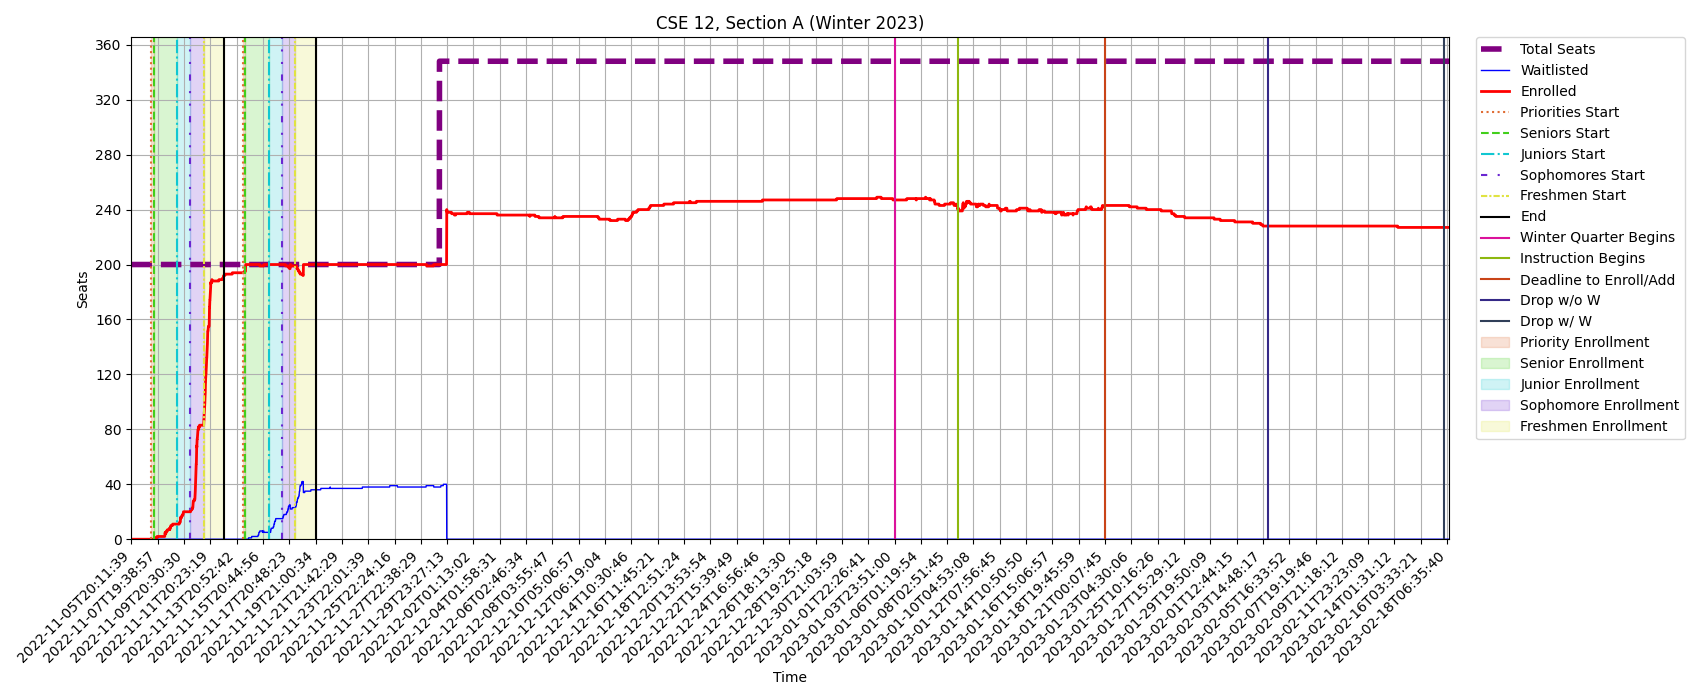 CSE 12, Section A (Winter 2023)
360
320
280
240
200
160
120
80
40
0
Seats
2022-11-05T20:11:39
2022-11-07T19:38:57
2022-11-09T20:30:30
2022-11-11T20:23:19
2022-11-13T20:52:42
2022-11-15T20:44:56
2022-11-17T20:48:23
2022-11-19T21:00:34
2022-11-21T21:42:29
2022-11-23T22:01:39
2022-11-25T22:24:16
2022-11-27T22:38:29
2022-11-29T23:27:13
2022-12-02T01:13:02
2022-12-04T01:58:31
2022-12-06T02:46:34
2022-12-08T03:55:47
2022-12-10T05:06:57
2022-12-12T06:19:04
2022-12-14T10:30:46
2022-12-16T11:45:21
2022-12-18T12:51:24
2022-12-20T13:53:54
2022-12-22T15:39:49
2022-12-24T16:56:46
2022-12-26T18:13:30
2022-12-28T19:25:18
2022-12-30T21:03:59
2023-01-01T22:26:41
2023-01-03T23:51:00
2023-01-06T01:19:54
2023-01-08T02:51:45
2023-01-10T04:53:08
2023-01-12T07:56:45
2023-01-14T10:50:50
2023-01-16T15:06:57
2023-01-18T19:45:59
2023-01-21T00:07:45
2023-01-23T04:30:06
2023-01-25T10:16:26
2023-01-27T15:29:12
2023-01-29T19:50:09
2023-02-01T12:44:15
2023-02-03T14:48:17
2023-02-05T16:33:52
2023-02-07T19:19:46
2023-02-09T21:18:12
2023-02-11T23:23:09
2023-02-14T01:31:12
2023-02-16T03:33:21
2023-02-18T06:35:40
Time
Total Seats
Waitlisted
Enrolled
Priorities Start
Seniors Start
Juniors Start
Sophomores Start
Freshmen Start
End
Winter Quarter Begins
Instruction Begins
Deadline to Enroll/Add
Drop w/o W
Drop w/ W
Priority Enrollment
Senior Enrollment
Junior Enrollment
Sophomore Enrollment
Freshmen Enrollment